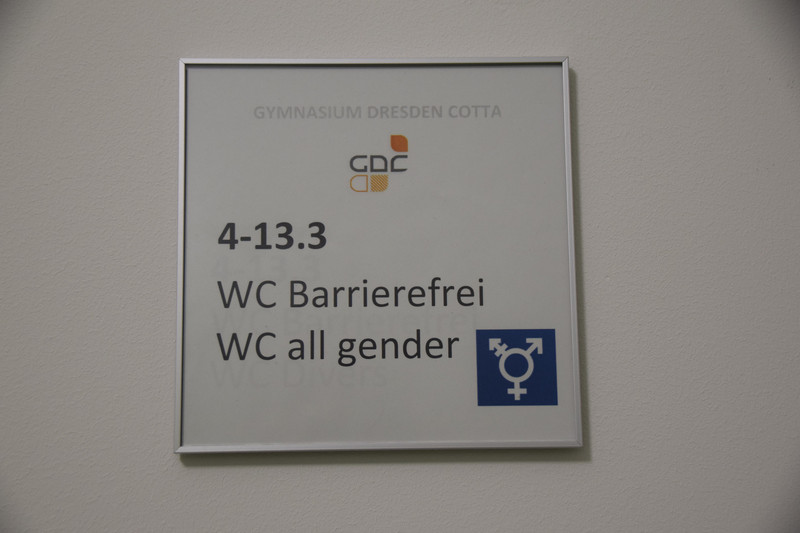 GYMNASIUM DRESDEN COTTA
GDC
4-13.3
WC Barrierefrei
WC all gender